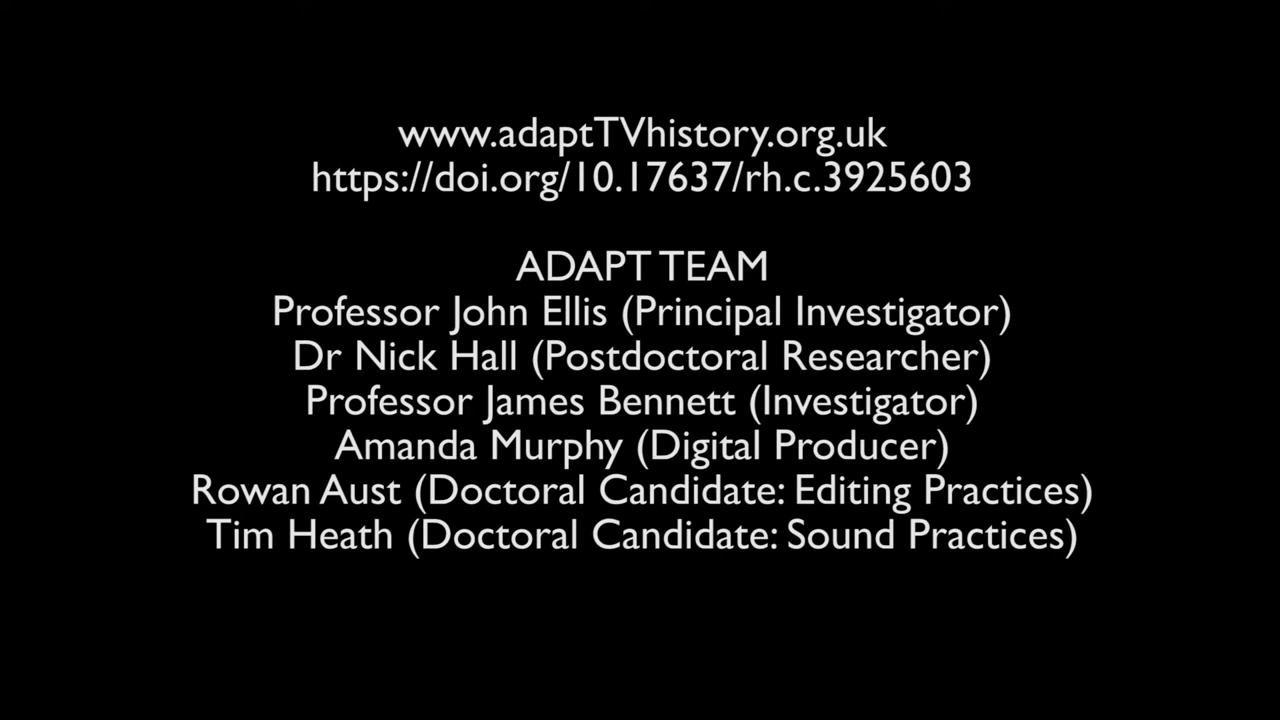 www.adaptTVhistory.org.uk
https://doi.org/10.17637/rh.c.3925603
ADAPT TEAM
Professor John Ellis (Principal Investigator)
Dr Nick Hall (Postdoctoral Researcher)
Professor James Bennett (Investigator)
Amanda Murphy (Digital Producer)
Rowan Aust (Doctoral Candidate: Editing Practices)
Tim Heath (Doctoral Candidate: Sound Practices)